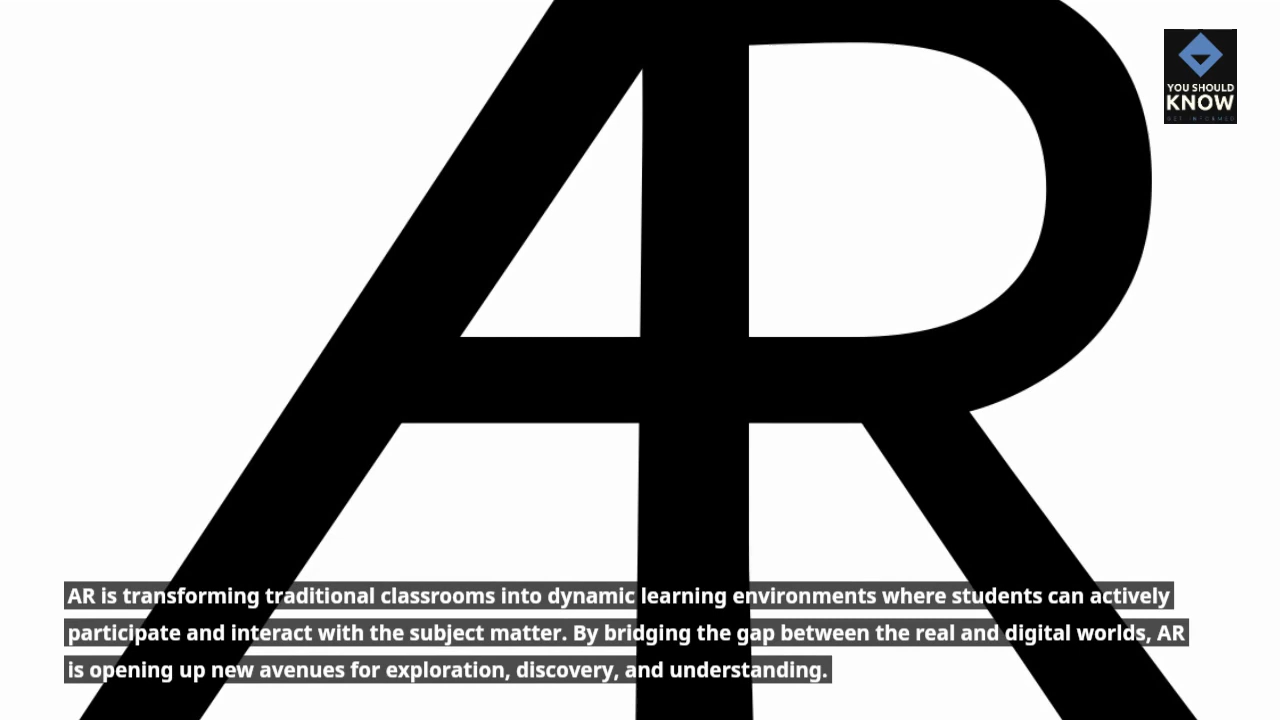 AR
YOU SHOULD
KNOW
GET INFORMED
AR is transforming traditional classrooms into dynamic learning environments where students can actively
participate and interact with the subject matter. By bridging the gap between the real and digital worlds, AR
is opening up new avenues for exploration, discovery, and understanding.